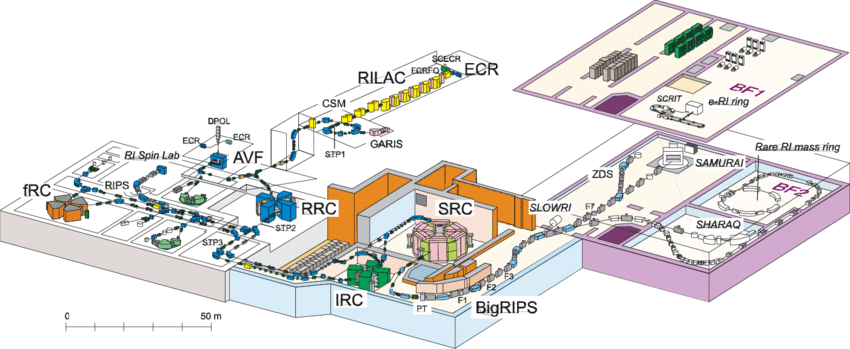 SCECR
FCRFQ
ECR
RILAC
CSM
GARIS
STP1
DPOL
ECR
ECR
AVF
RI Spin Lab
fRC
RIPS
RRC
STP2
STP3
SRC
IRC
SLOWRI
PT
F1
F2
F3
F7
BigRIPS
ZDS
BF1
SCRIT
e-RI ring
SAMURAI
Rare RI mass ring
BF2
SHARAQ
0
50 m